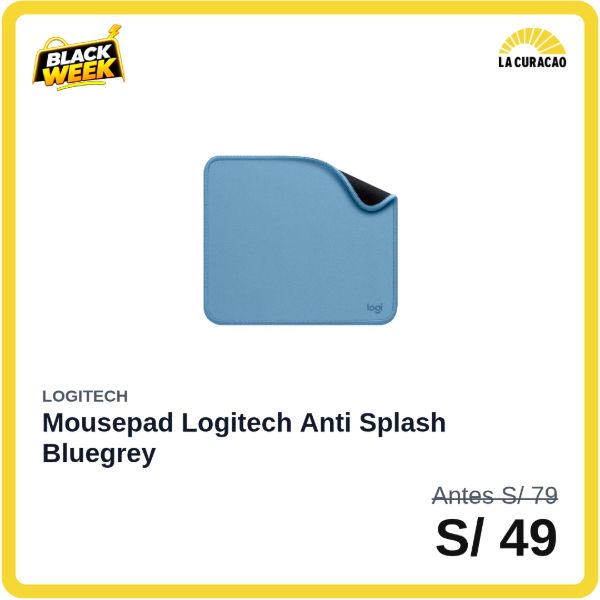 BLACK
WEEK
LA CURACAO
logi
LOGITECH
Mousepad Logitech Anti Splash
Bluegrey
Antes S/ 79
S/ 49